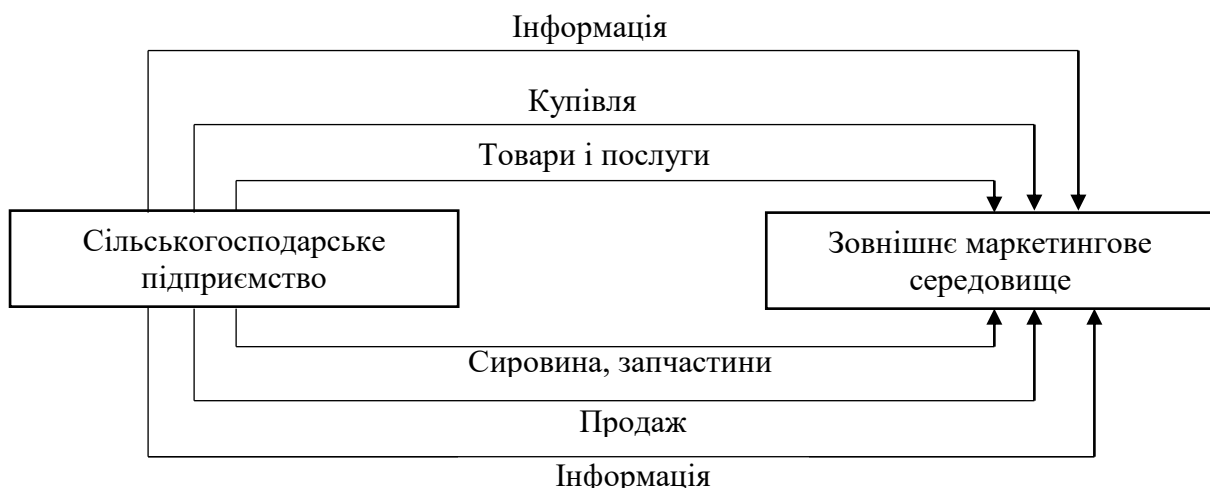 Інформація
Купівля
Товари і послуги
Сільськогосподарське
підприємство
Зовнішнє маркетингове
середовище
Сировина, запчастини
Продаж
Інформація